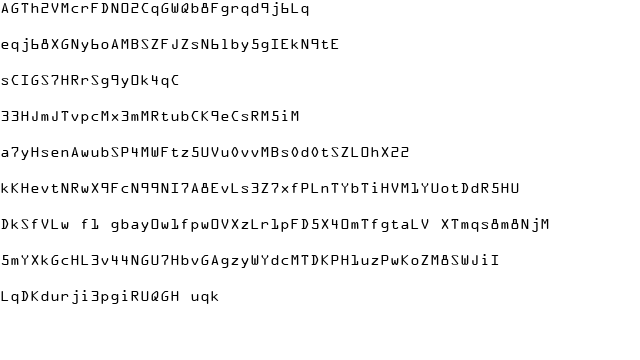 AGTh2VMcrFDNO2CqGWQb8Fgrqd9j6Lq
eqj68XGNy6oAMBSZFJZsN6lby5gIEkN9tE
sCIGS7HRrSg9yOk4qC
33HJmJTvpcMx3mMRtubCK9eCsRM5iM
a7yHsenAwubSP4MWFtz5UVu0vvMBs0d0tSZLOhX22
kKHevtNRwX9FcN99NI7A8EvLs3Z7xfPLnTYbTiHVM1YUotDdR5HU
DkSfVLw f1 gbayOw1fpwOVXzLr1pFD5X4OmTfgtaLV XTmqs8m8NjM
5mYXkGcHL3v44NGU7HbvGAgzyWYdcMTDKPH1uzPwKoZM8SWJiI
LqDKdurji3pgiRUQGH uqk